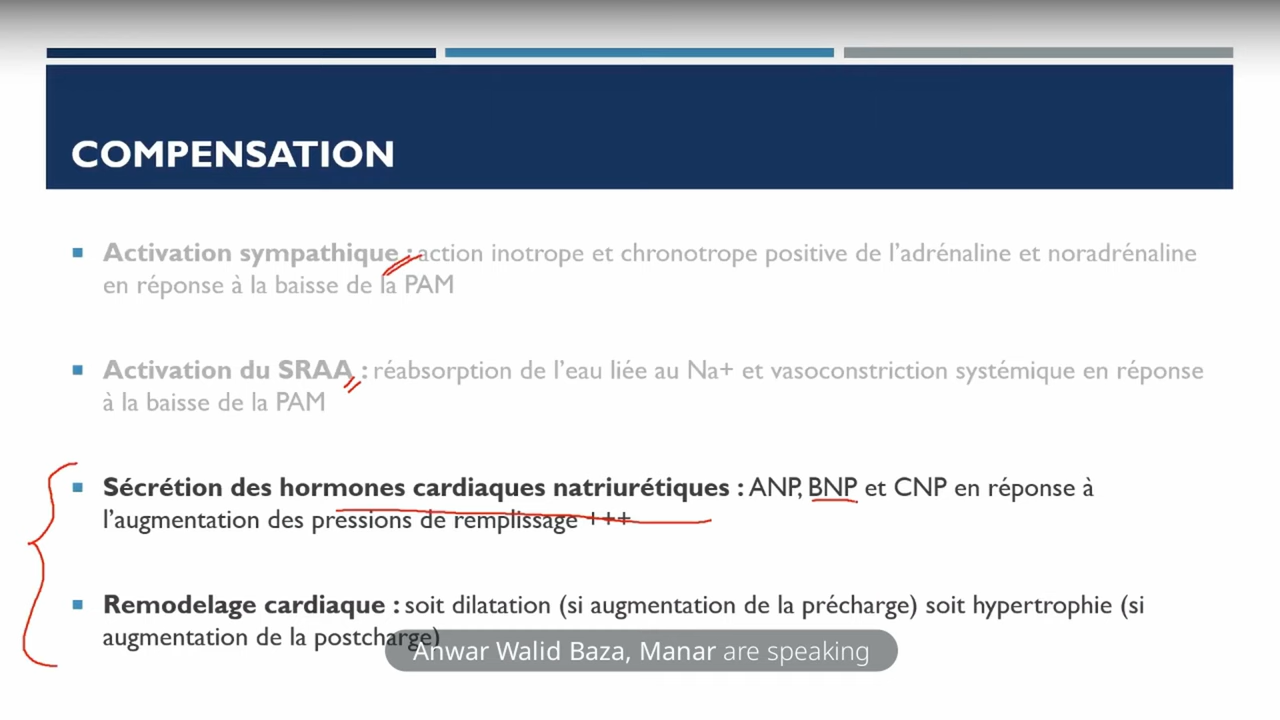 COMPENSATION
Activation sympathique : action inotrope et chronotrope positive de l’adrénaline et noradrénaline
en réponse à la baisse de la PAM
Activation du SRAA : réabsorption de l’eau liée au Na+ et vasoconstriction systémique en réponse
à la baisse de la PAM
Sécrétion des hormones cardiaques natriurétiques : ANP, BNP et CNP en réponse à
l’augmentation des pressions de remplissage +++
Remodelage cardiaque : soit dilatation (si augmentation de la précharge) soit hypertrophie (si
augmentation de la postcharge)
Anwar Walid Baza, Manar are speaking